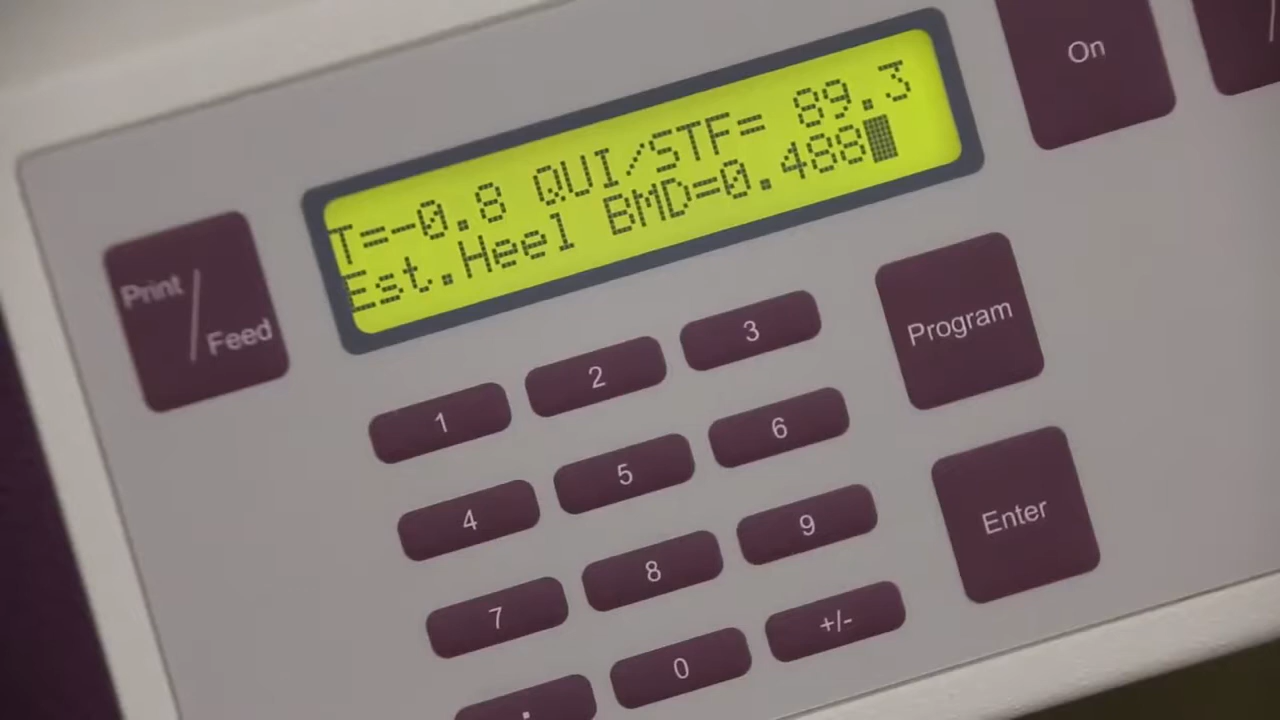 On
T=-0.8 QUI/STF= 89.3
Est.Heel BMD=0.488
Print/Feed
Program
1 2 3
4 5 6
Enter
7 8 9
. 0 +/-